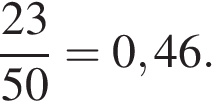 23/50 = 0,46.